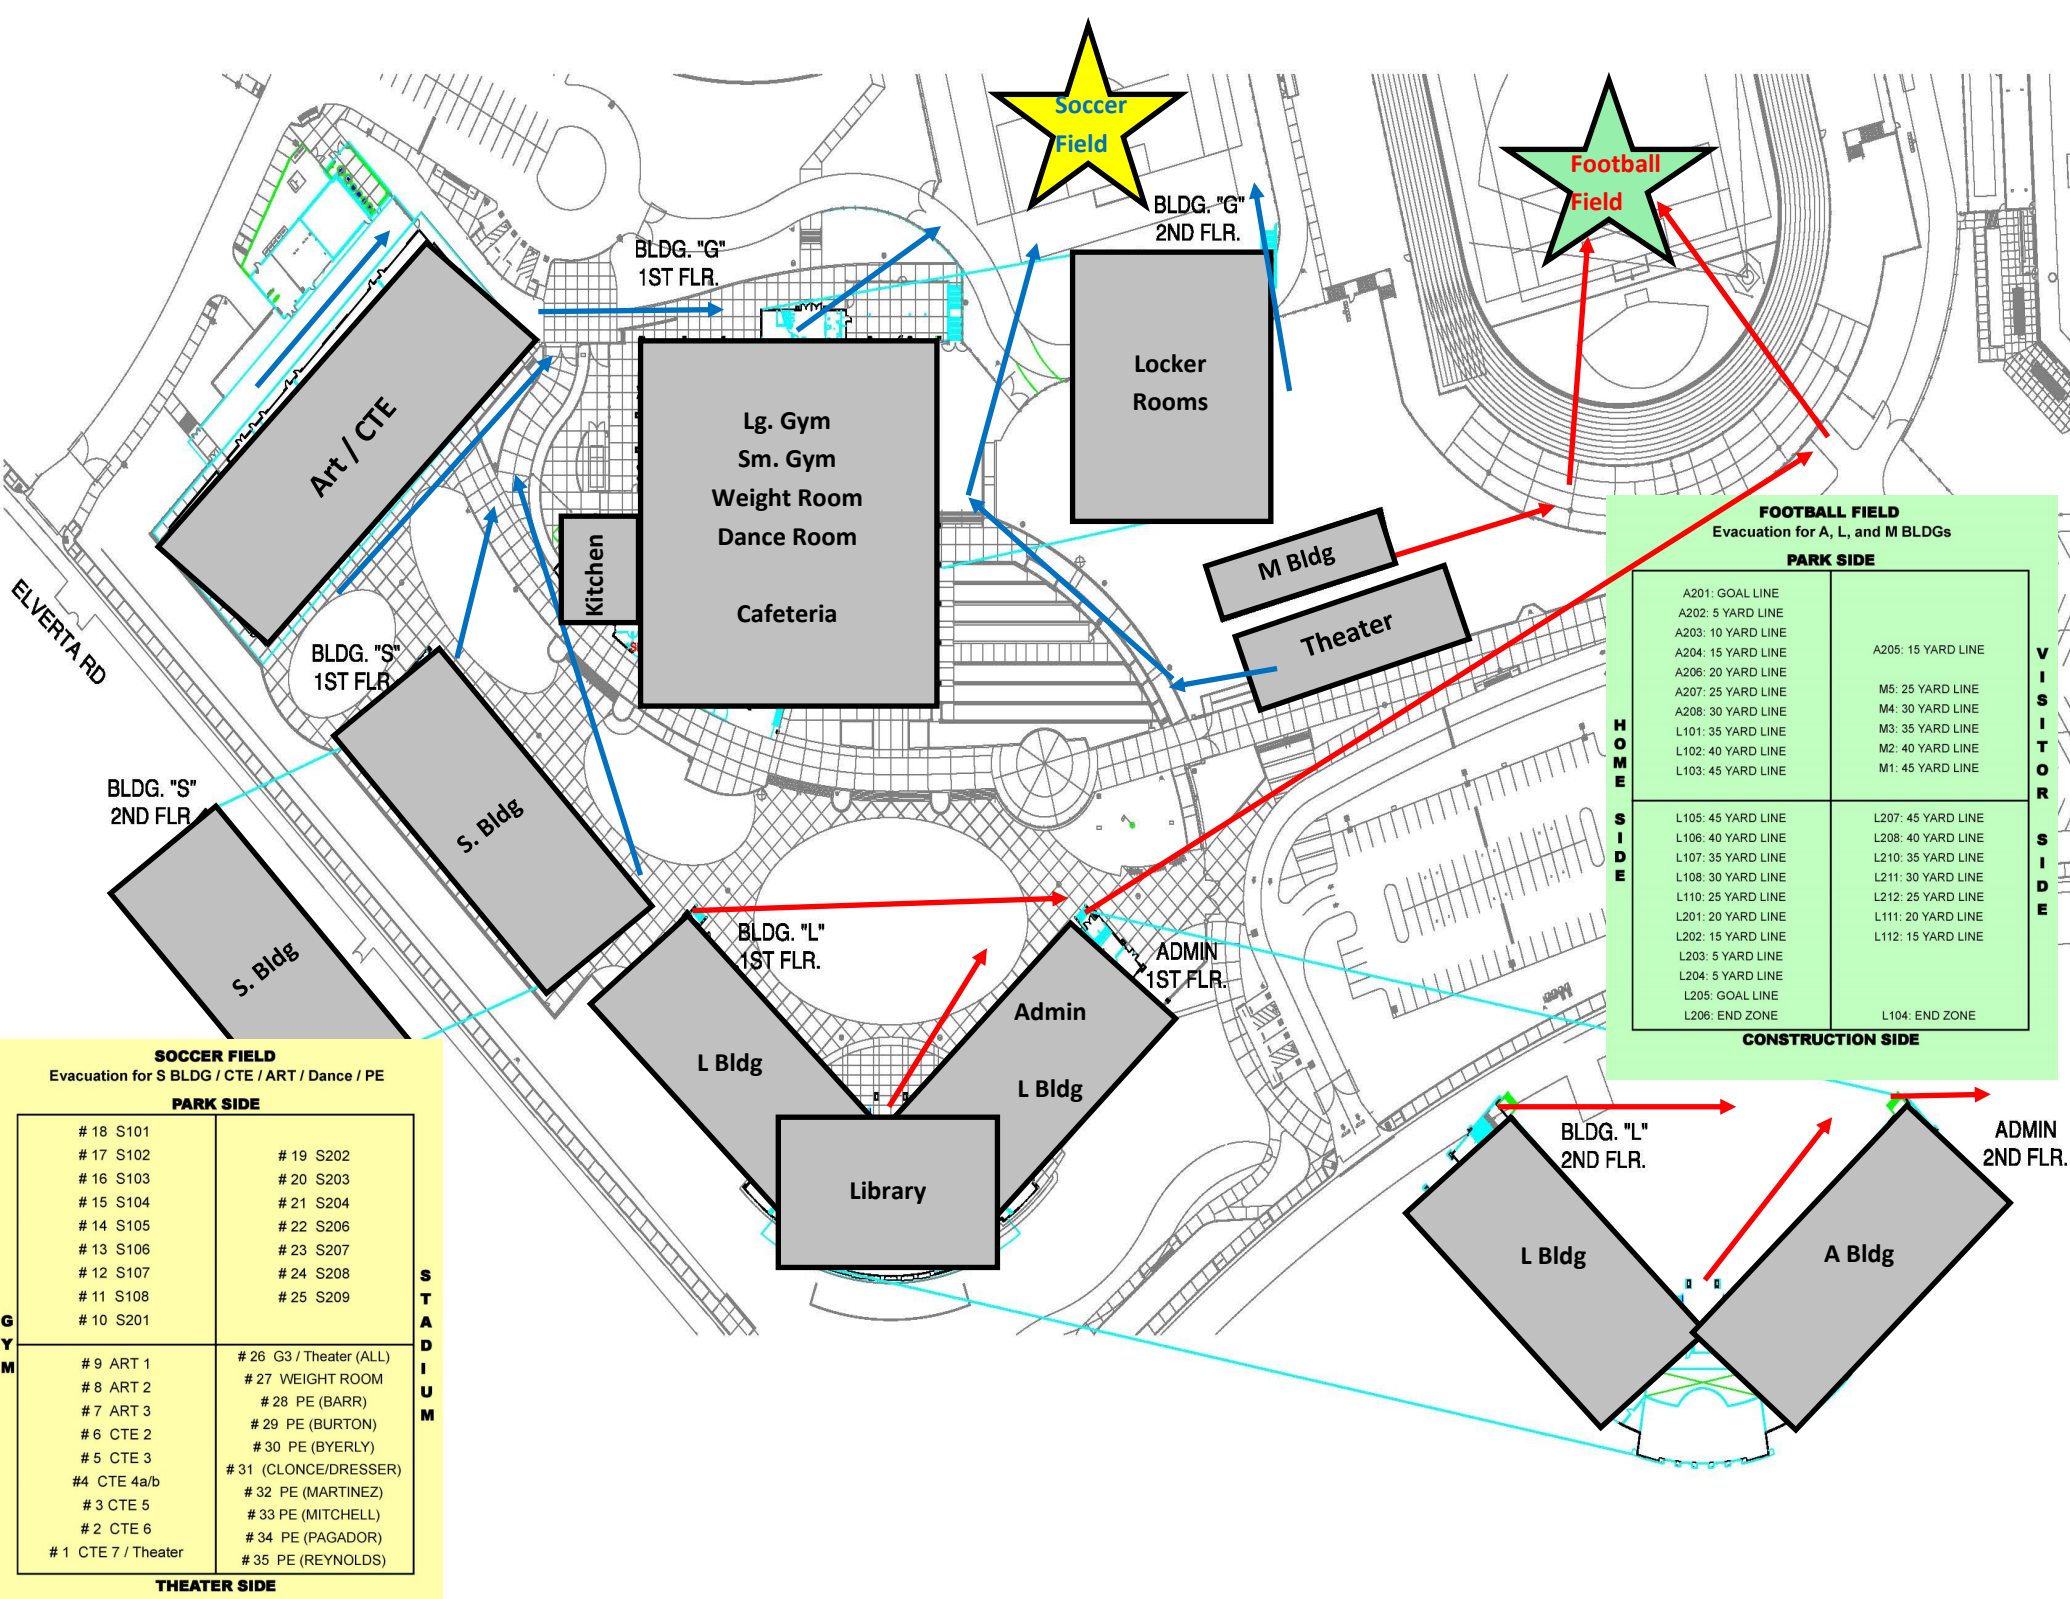 Soccer
Field
Football
Field
BLDG. "G"
2ND FLR.
BLDG. "G"
1ST FLR.
Locker
Rooms
Art / CTE
Lg. Gym
Sm. Gym
Weight Room
Dance Room
Cafeteria
Kitchen
M Bldg
Theater
ELVERTA RD
BLDG. "S"
1ST FLR
BLDG. "S"
2ND FLR
S. Bldg
S. Bldg
BLDG. "L"
1ST FLR.
ADMIN
1ST FLR.
L Bldg
Admin
L Bldg
Library
BLDG. "L"
2ND FLR.
ADMIN
2ND FLR.
L Bldg
A Bldg
FOOTBALL FIELD
Evacuation for A, L, and M BLDGs
PARK SIDE
HOME SIDE
A201: GOAL LINE
A202: 5 YARD LINE
A203: 10 YARD LINE
A204: 15 YARD LINE
A206: 20 YARD LINE
A207: 25 YARD LINE
A208: 30 YARD LINE
L101: 35 YARD LINE
L102: 40 YARD LINE
L103: 45 YARD LINE
A205: 15 YARD LINE
M5: 25 YARD LINE
M4: 30 YARD LINE
M3: 35 YARD LINE
M2: 40 YARD LINE
M1: 45 YARD LINE
L105: 45 YARD LINE
L106: 40 YARD LINE
L107: 35 YARD LINE
L108: 30 YARD LINE
L110: 25 YARD LINE
L201: 20 YARD LINE
L202: 15 YARD LINE
L203: 5 YARD LINE
L204: 5 YARD LINE
L205: GOAL LINE
L206: END ZONE
L207: 45 YARD LINE
L208: 40 YARD LINE
L210: 35 YARD LINE
L211: 30 YARD LINE
L212: 25 YARD LINE
L111: 20 YARD LINE
L112: 15 YARD LINE
L104: END ZONE
VISITOR SIDE
CONSTRUCTION SIDE
SOCCER FIELD
Evacuation for S BLDG / CTE / ART / Dance / PE
PARK SIDE
GYM
# 18 S101
# 17 S102
# 16 S103
# 15 S104
# 14 S105
# 13 S106
# 12 S107
# 11 S108
# 10 S201
# 19 S202
# 20 S203
# 21 S204
# 22 S206
# 23 S207
# 24 S208
# 25 S209
# 9 ART 1
# 8 ART 2
# 7 ART 3
# 6 CTE 2
# 5 CTE 3
#4 CTE 4a/b
# 3 CTE 5
# 2 CTE 6
# 1 CTE 7 / Theater
# 26 G3 / Theater (ALL)
# 27 WEIGHT ROOM
# 28 PE (BARR)
# 29 PE (BURTON)
# 30 PE (BYERLY)
# 31 (CLONCE/DRESSER)
# 32 PE (MARTINEZ)
# 33 PE (MITCHELL)
# 34 PE (PAGADOR)
# 35 PE (REYNOLDS)
STADIUM
THEATER SIDE